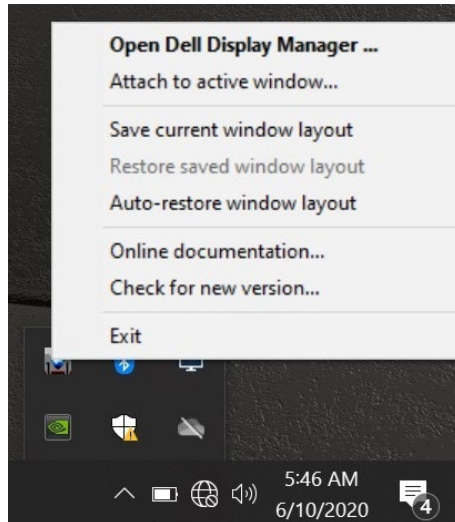 Open Dell Display Manager ...
Attach to active window...
Save current window layout
Restore saved window layout
Auto-restore window layout
Online documentation...
Check for new version...
Exit
5:46 AM
6/10/2020
4